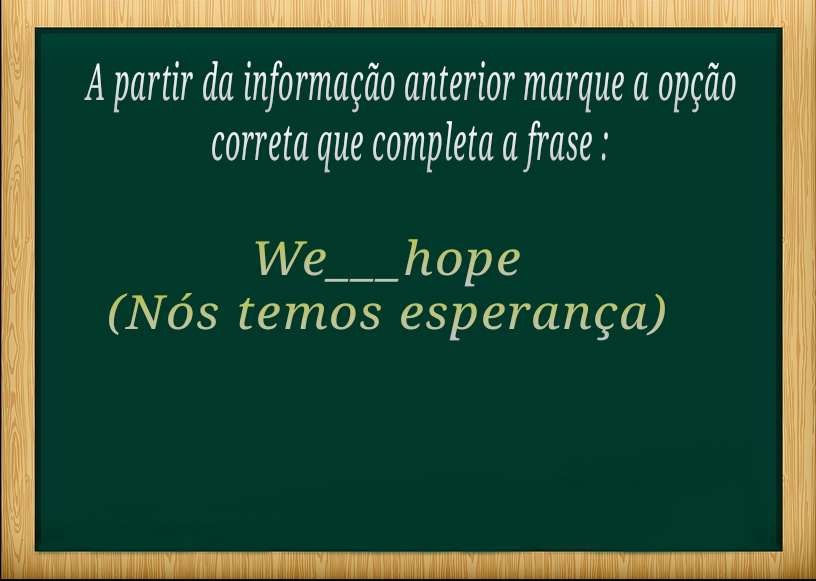 A partir da informação anterior marque a opção
correta que completa a frase :
We___hope
(Nós temos esperança)